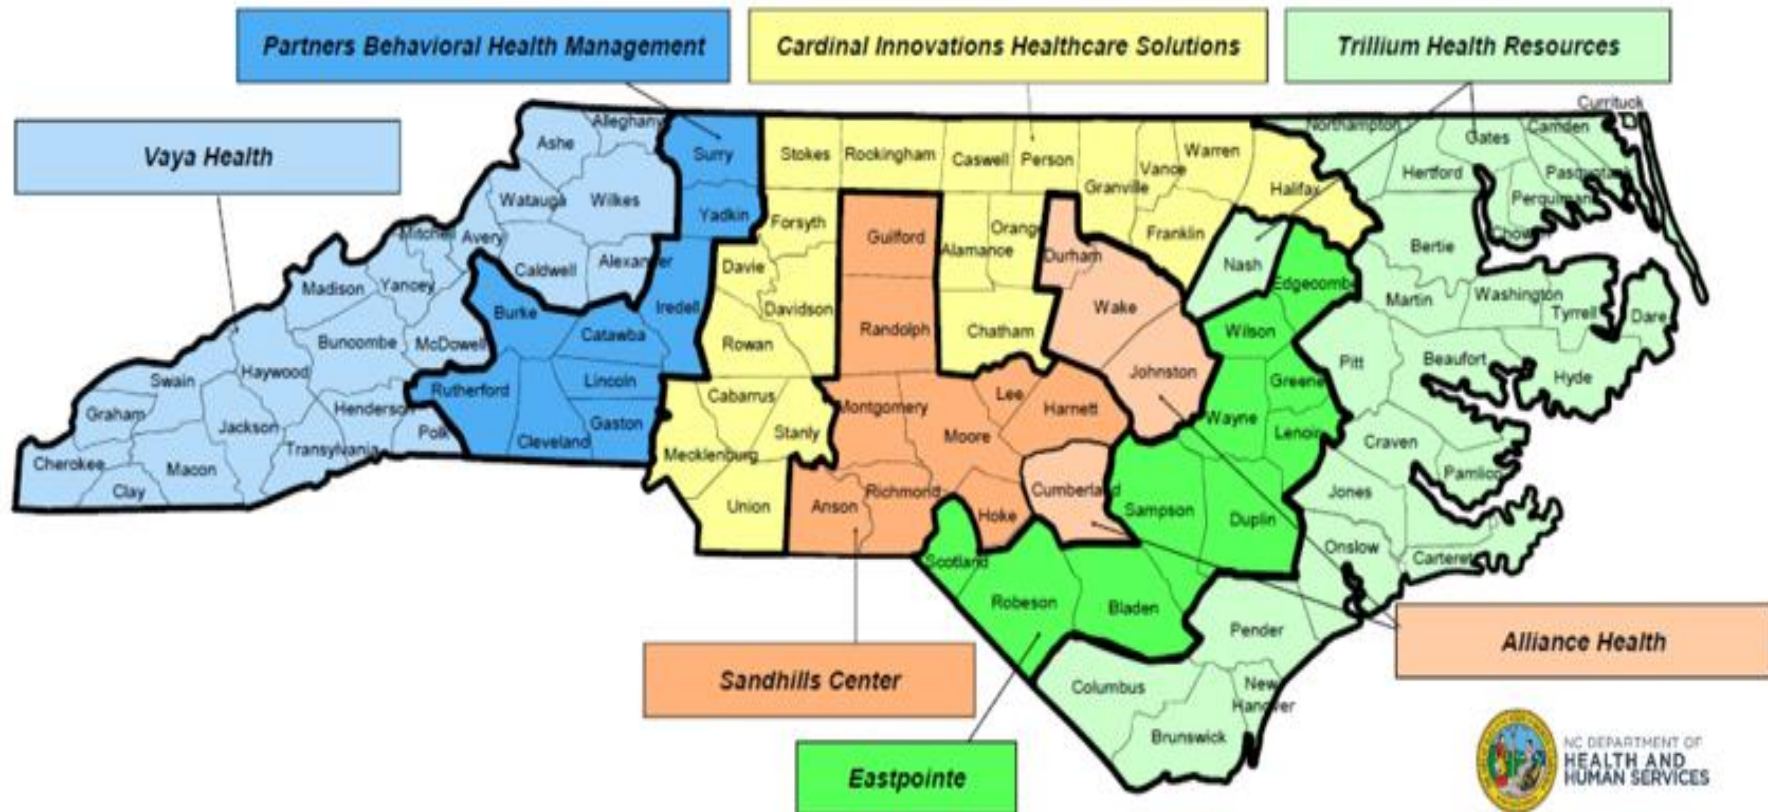 Partners Behavioral Health Management
Cardinal Innovations Healthcare Solutions
Trillium Health Resources
Vaya Health
Currituck
Alleghany
Ashe
Surry
Stokes
Rockingham
Caswell
Person
Vance
Warren
Northampton
Gates
Camden
Watauga
Wilkes
Yadkin
Forsyth
Granville
Halifax
Hertford
Pasquotank
Perquimans
Mitchell
Avery
Caldwell
Alexander
Guilford
Alamance
Orange
Durham
Franklin
Nash
Edgecombe
Bertie
Chowan
Madison
Yancey
Burke
Iredell
Davie
Davidson
Wake
Martin
Washington
Tyrrell
Dare
Buncombe
McDowell
Catawba
Rowan
Randolph
Chatham
Johnston
Wilson
Greene
Pitt
Beaufort
Hyde
Swain
Haywood
Rutherford
Lincoln
Cabarrus
Montgomery
Lee
Harnett
Wayne
Lenoir
Graham
Jackson
Henderson
Polk
Transylvania
Cleveland
Gaston
Stanly
Moore
Craven
Pamlico
Cherokee
Macon
Clay
Mecklenburg
Union
Anson
Richmond
Hoke
Cumberland
Sampson
Duplin
Jones
Onslow
Carteret
Scotland
Robeson
Bladen
Pender
Columbus
New
Hanover
Brunswick
Alliance Health
Sandhills Center
Eastpointe
NC DEPARTMENT OF
HEALTH AND
HUMAN SERVICES